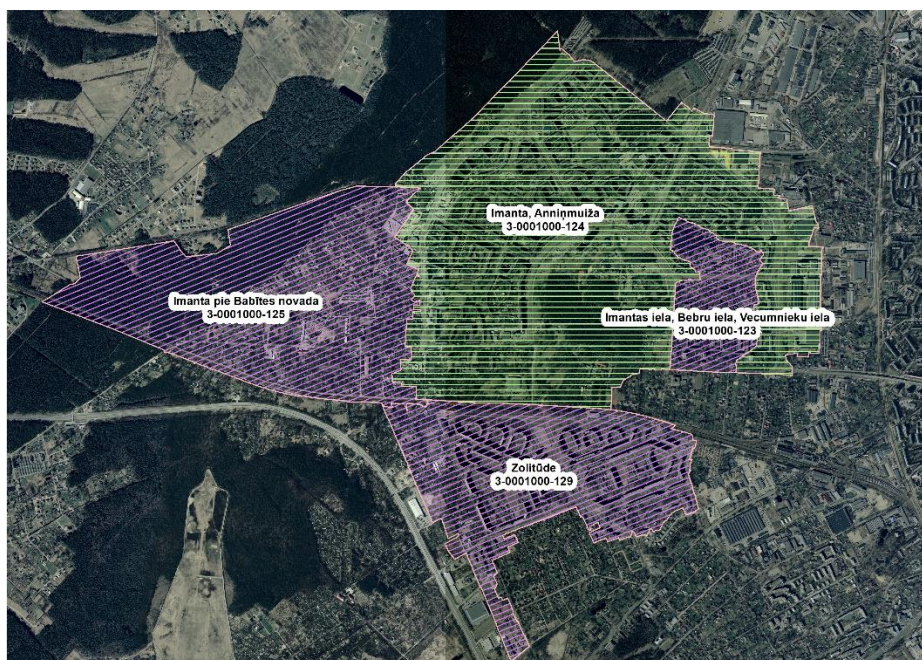 Imanta, Anniņmuiža
3-0001000-124
Imanta pie Babītes novada
3-0001000-125
Imantas iela, Bebru iela, Vecumnieku iela
3-0001000-123
Zolitūde
3-0001000-129